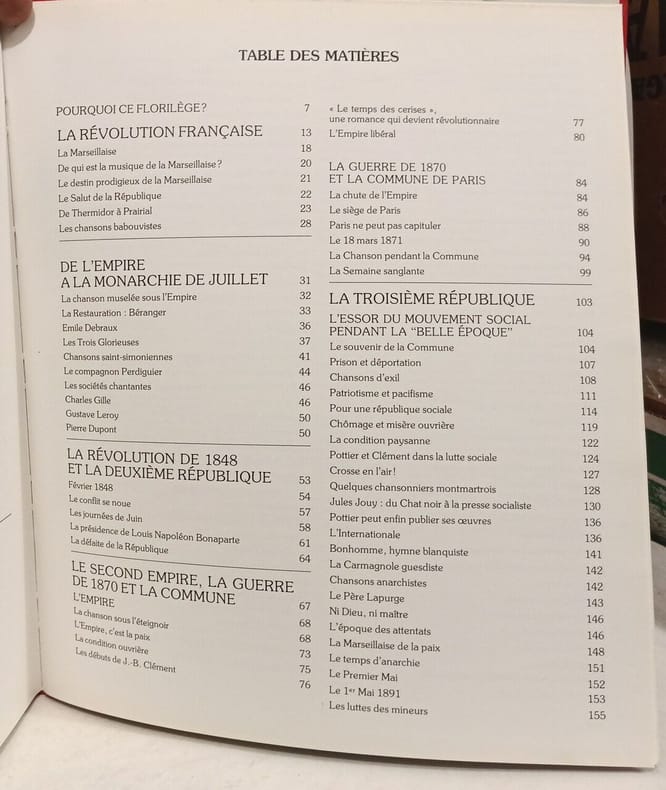 TABLE DES MATIÈRES
POURQUOI CE FLORILÈGE? 7
LA RÉVOLUTION FRANÇAISE 13
La Marseillaise 18
De qui est la musique de la Marseillaise? 20
Le destin prodigieux de la Marseillaise 21
Le Salut de la République 22
De Thermidor à Prairial 23
Les chansons babouvistes 28
DE L'EMPIRE
A LA MONARCHIE DE JUILLET 31
La chanson muselée sous l'Empire 32
La Restauration : Béranger 33
Emile Debraux 36
Les Trois Glorieuses 37
Chansons saint-simoniennes 41
Le compagnon Perdiguier 44
Les sociétés chantantes 46
Charles Gille 46
Gustave Leroy 50
Pierre Dupont 50
LA RÉVOLUTION DE 1848
ET LA DEUXIÈME RÉPUBLIQUE 53
Février 1848 54
Le conflit se noue 57
Les journées de Juin 58
La présidence de Louis Napoléon Bonaparte 61
La défaite de la République 64
LE SECOND EMPIRE, LA GUERRE
DE 1870 ET LA COMMUNE 67
L'EMPIRE 68
La chanson sous l'éteignoir 68
L'Empire, c'est la paix 73
La condition ouvrière 75
Les débuts de J.-B. Clément 76
« Le temps des cerises »,
une romance qui devient révolutionnaire 77
L'Empire libéral 80
LA GUERRE DE 1870
ET LA COMMUNE DE PARIS 84
La chute de l'Empire 84
Le siège de Paris 86
Paris ne peut pas capituler 88
Le 18 mars 1871 90
La Chanson pendant la Commune 94
La Semaine sanglante 99
LA TROISIÈME RÉPUBLIQUE 103
L'ESSOR DU MOUVEMENT SOCIAL
PENDANT LA "BELLE ÉPOQUE" 104
Le souvenir de la Commune 104
Prison et déportation 107
Chansons d'exil 108
Patriotisme et pacifisme 111
Pour une république sociale 114
Chômage et misère ouvrière 119
La condition paysanne 122
Pottier et Clément dans la lutte sociale 124
Crosse en l'air! 127
Quelques chansonniers montmartrois 128
Jules Jouy : du Chat noir à la presse socialiste 130
Pottier peut enfin publier ses œuvres 136
L'Internationale 136
Bonhomme, hymne blanquiste 141
La Carmagnole guesdiste 142
Chansons anarchistes 142
Le Père Lapurge 143
Ni Dieu, ni maître 146
L'époque des attentats 146
La Marseillaise de la paix 148
Le temps d'anarchie 151
Le Premier Mai 152
Le 1er Mai 1891 153
Les luttes des mineurs 155